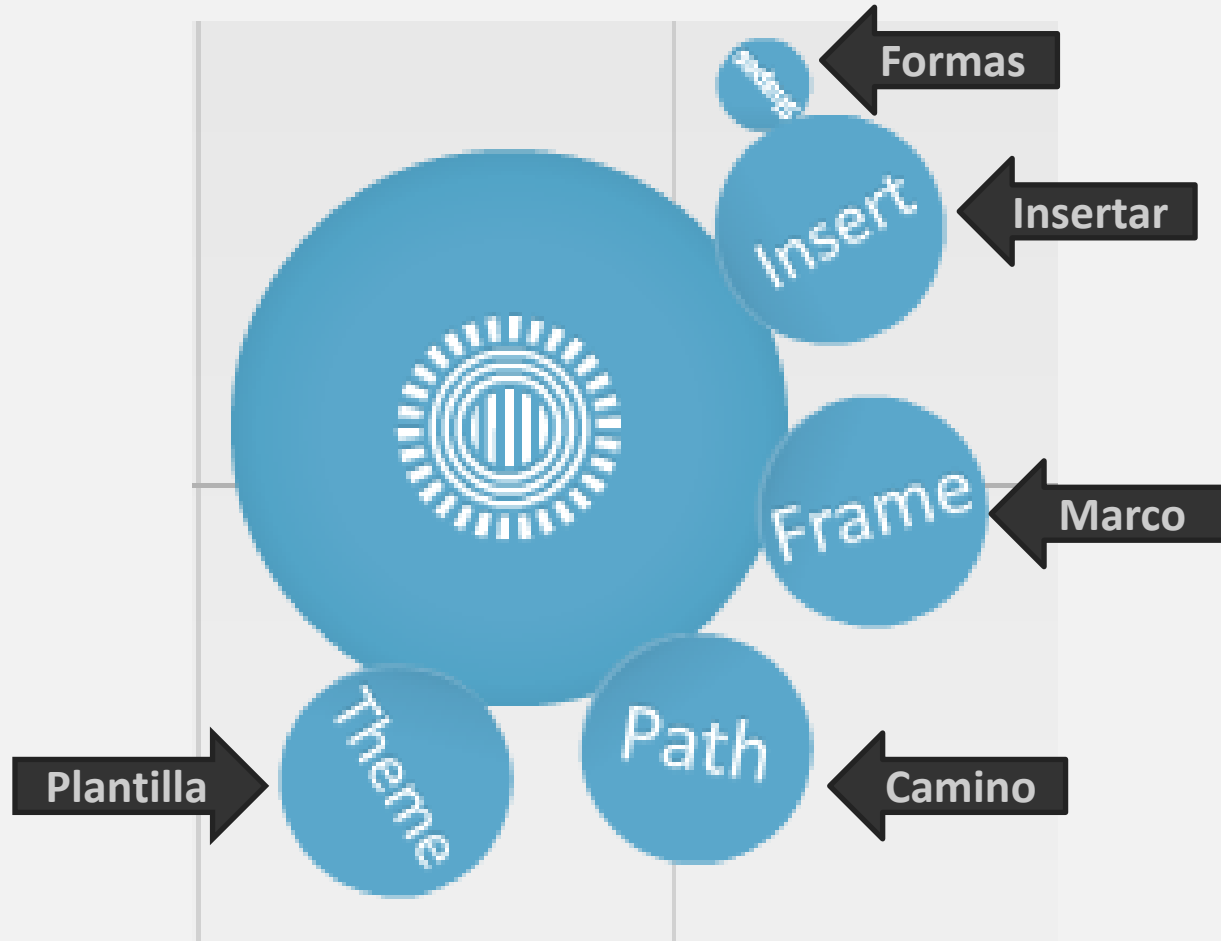 Formas
Insert
Insertar
Frame
Marco
Path
Camino
Theme
Plantilla